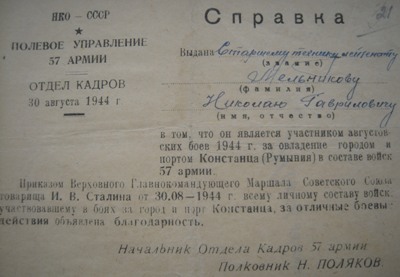 НКО – СССР
★
ПОЛЕВОЕ УПРАВЛЕНИЕ
57 АРМИИ
ОТДЕЛ КАДРОВ
30 августа 1944 г
21
Справка
Выдана Старшему технику лейтенанту
(звание)
Мельникову
(фамилия)
Николаю Гавриловичу
(имя, отчество)
в том, что он является участником августов-
ских боев 1944 г. за овладение городом и
портом Констанца (Румывия) в составе войск
57 армии.
Приказом Верховного Главнокомандующего Маршала Советского Союза
товарища И. В. Сталина от 30.08—1944 г. всему личному составу войск,
участвовавшему в боях за город и порт Констанца, за отличные боевые
действия объявлена благодарность.
Начальник Отдела Кадров 57 армии
Полковник Н. ПОЛЯКОВ.